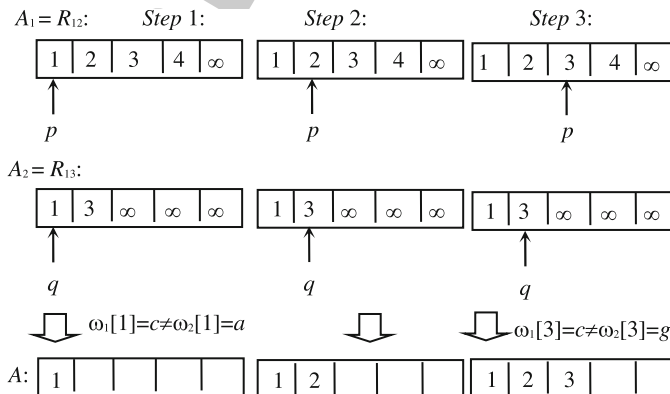 A₁ = R₁₂: Step 1: Step 2: Step 3:
1 2 3 4 ∞ 1 2 3 4 ∞ 1 2 3 4 ∞
p p p
A₂ = R₁₃:
1 3 ∞ ∞ ∞ 1 3 ∞ ∞ ∞ 1 3 ∞ ∞ ∞
q q q
ω₁[1]=c≠ω₂[1]=a ω₁[3]=c≠ω₂[3]=g
A: 1 1 2 1 2 3